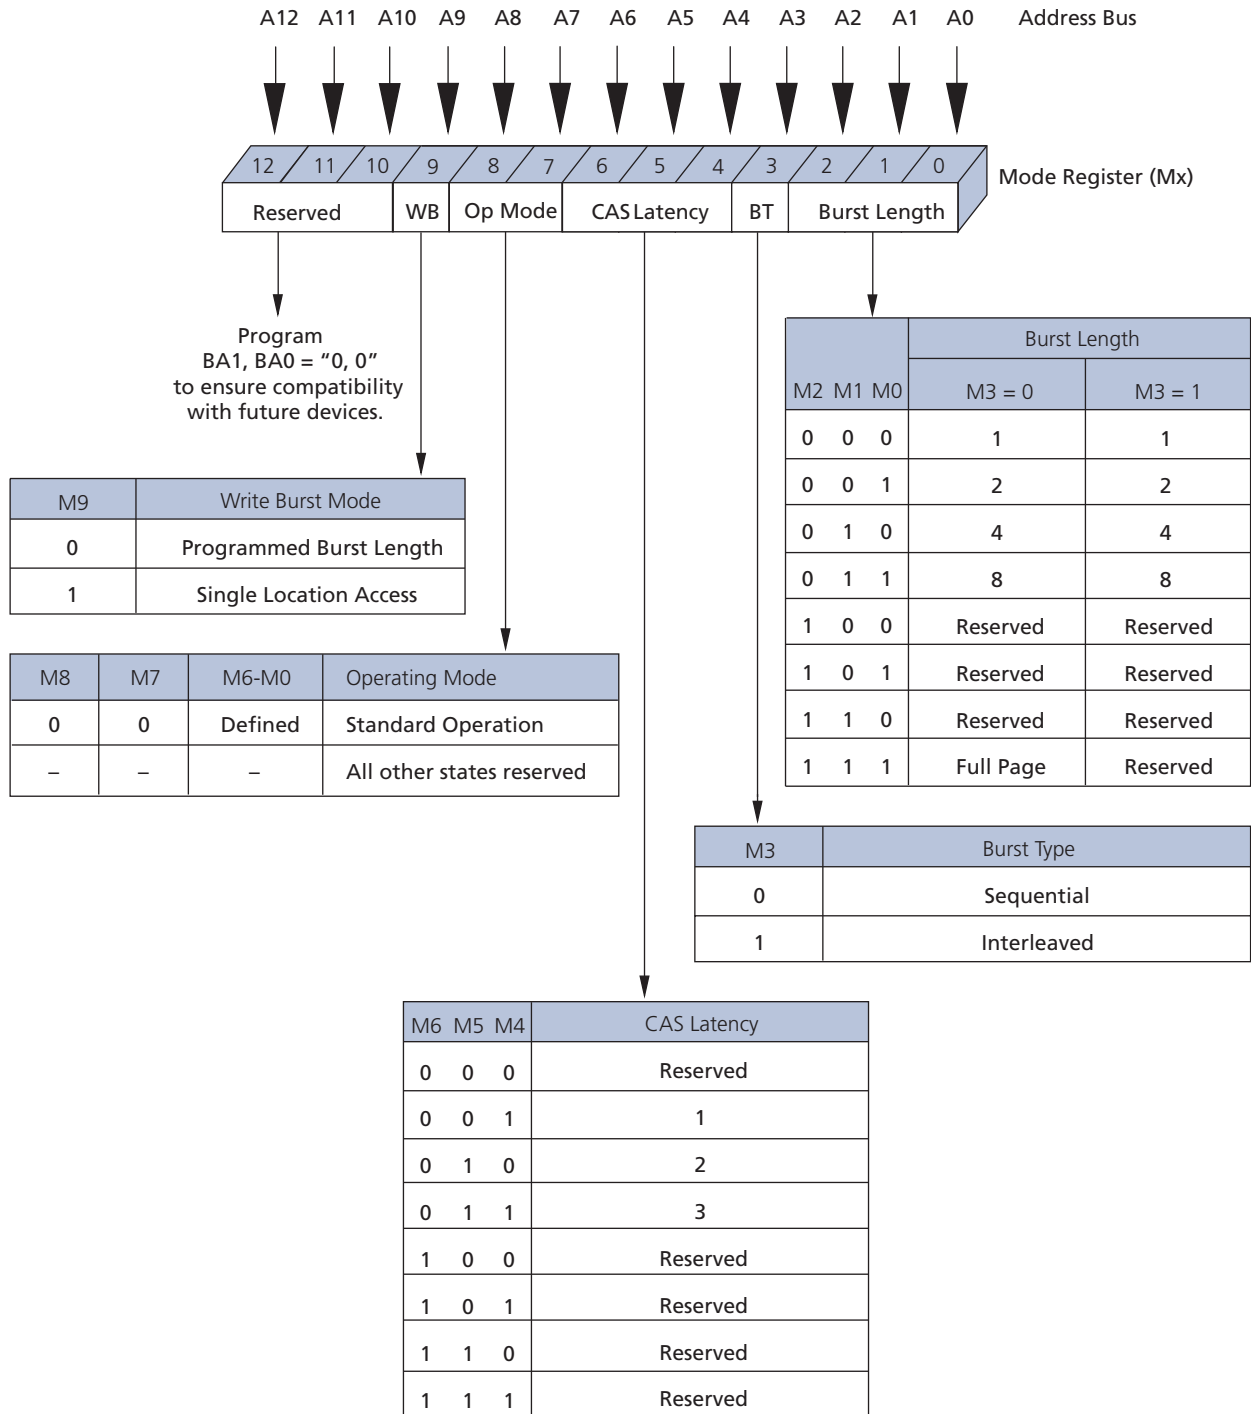 A12 A11 A10 A9 A8 A7 A6 A5 A4 A3 A2 A1 A0 Address Bus
12 11 10 9 8 7 6 5 4 3 2 1 0
Mode Register (Mx)
Reserved WB Op Mode CAS Latency BT Burst Length
Program
BA1, BA0 = “0, 0”
to ensure compatibility
with future devices.
Burst Length
M2 M1 M0 M3 = 0 M3 = 1
0 0 0 1 1
0 0 1 2 2
0 1 0 4 4
0 1 1 8 8
1 0 0 Reserved Reserved
1 0 1 Reserved Reserved
1 1 0 Reserved Reserved
1 1 1 Full Page Reserved
M9 Write Burst Mode
0 Programmed Burst Length
1 Single Location Access
M8 M7 M6-M0 Operating Mode
0 0 Defined Standard Operation
– – – All other states reserved
M3 Burst Type
0 Sequential
1 Interleaved
M6 M5 M4 CAS Latency
0 0 0 Reserved
0 0 1 1
0 1 0 2
0 1 1 3
1 0 0 Reserved
1 0 1 Reserved
1 1 0 Reserved
1 1 1 Reserved